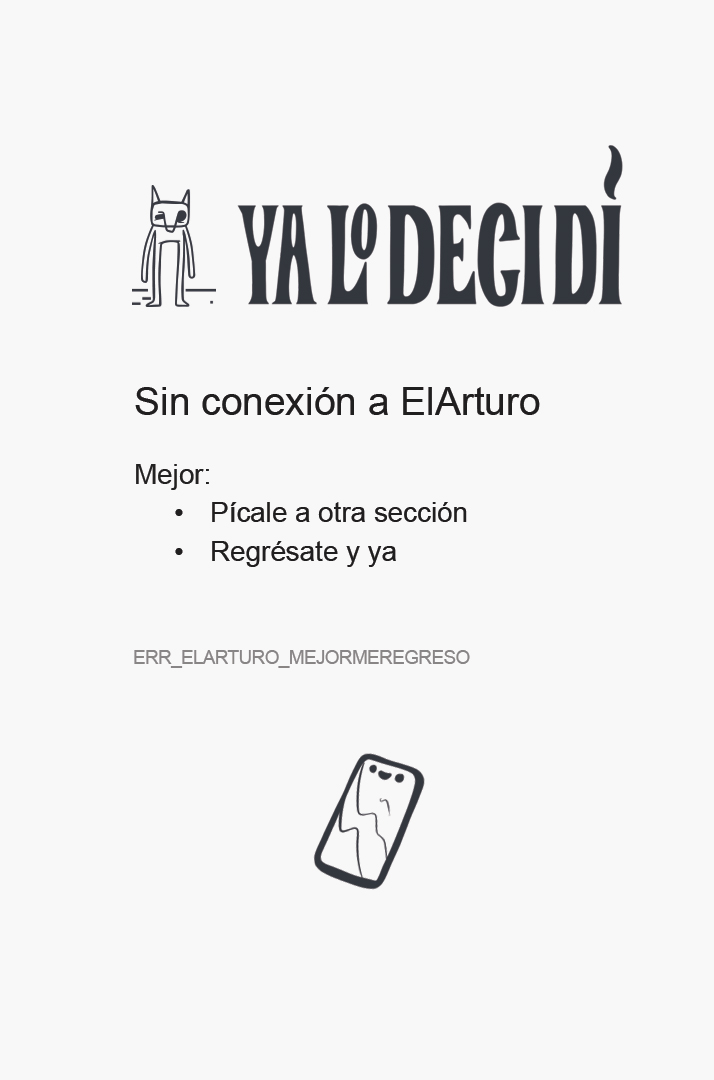 YA LO DECIDÍ
Sin conexión a ElArturo
Mejor:
• Pícale a otra sección
• Regrésate y ya
ERR_ELARTURO_MEJORMEREGRESO